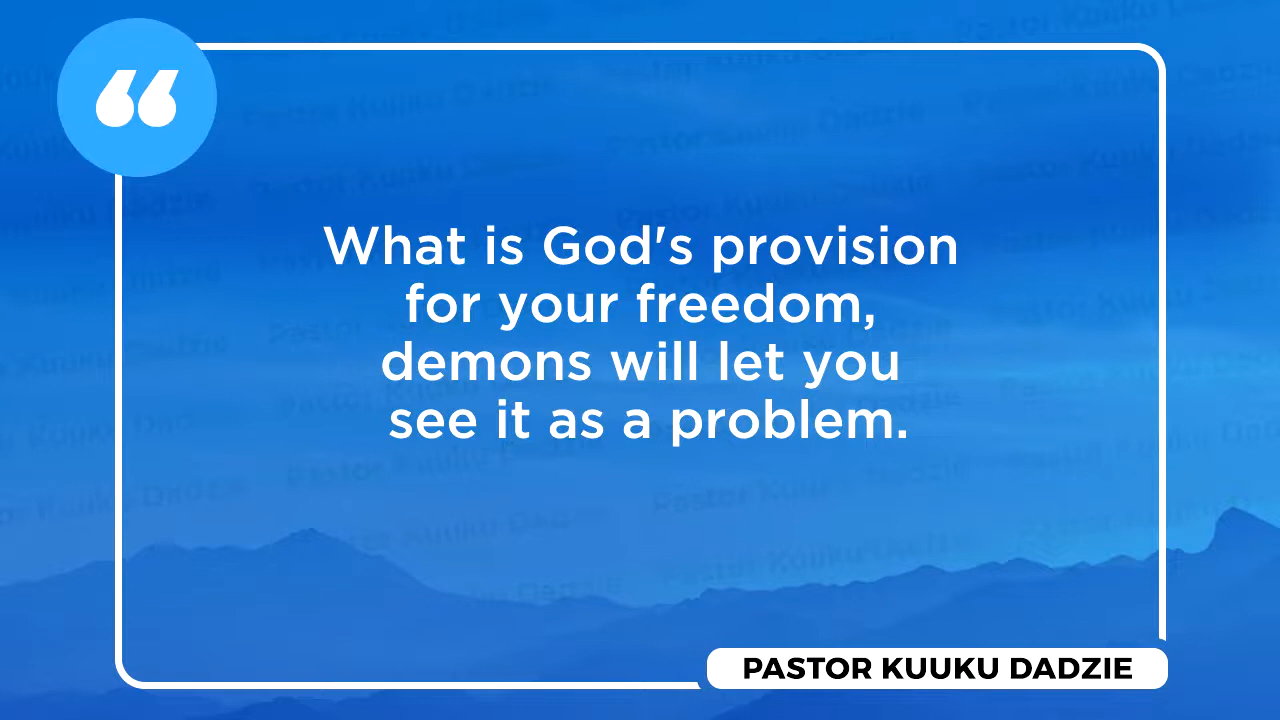 What is God's provision
for your freedom,
demons will let you
see it as a problem.
PASTOR KUUKU DADZIE